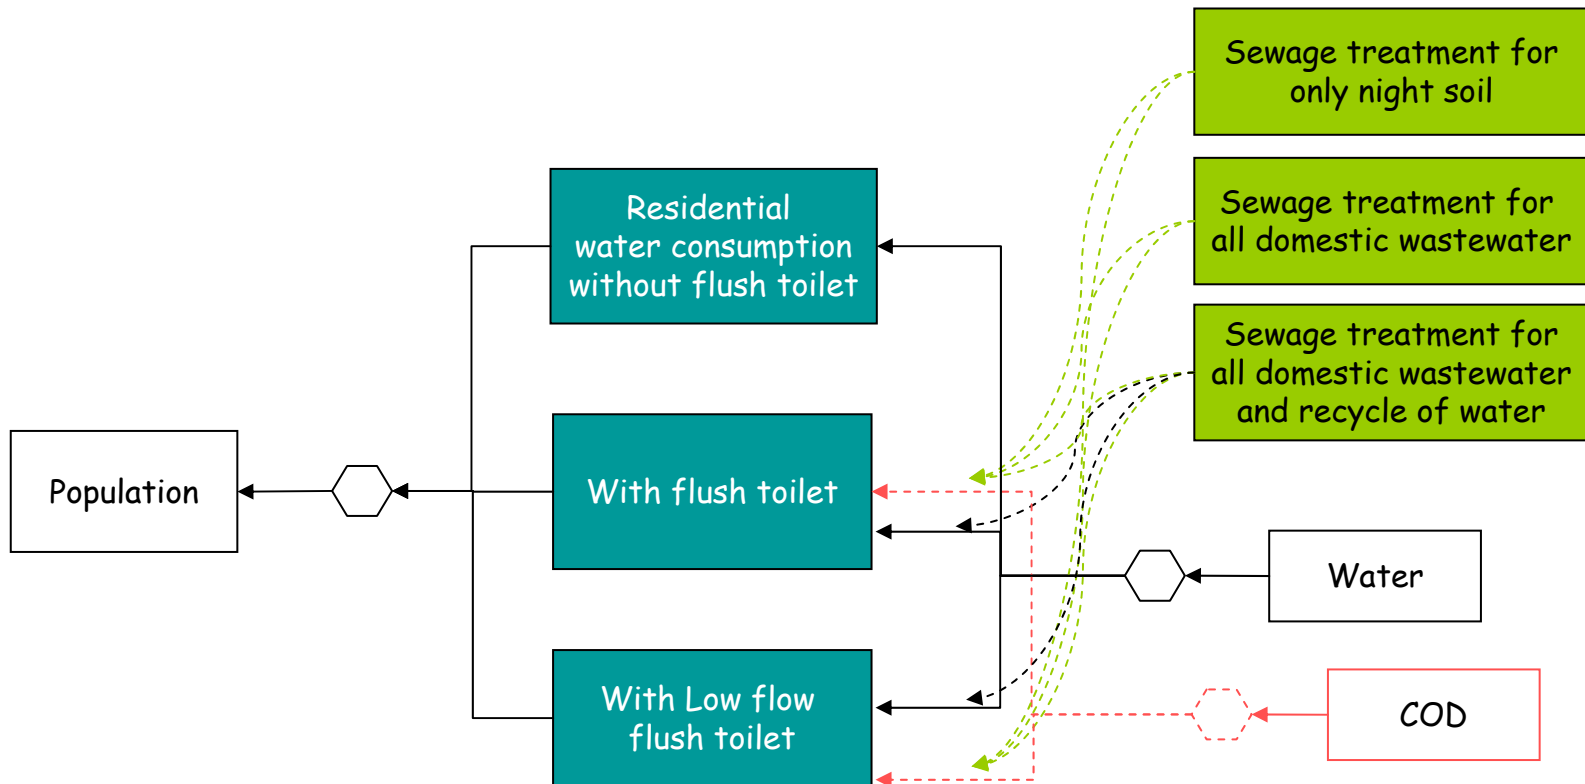 Sewage treatment for
only night soil
Residential
water consumption
without flush toilet
Sewage treatment for
all domestic wastewater
Sewage treatment for
all domestic wastewater
and recycle of water
Population
With flush toilet
Water
With Low flow
flush toilet
COD